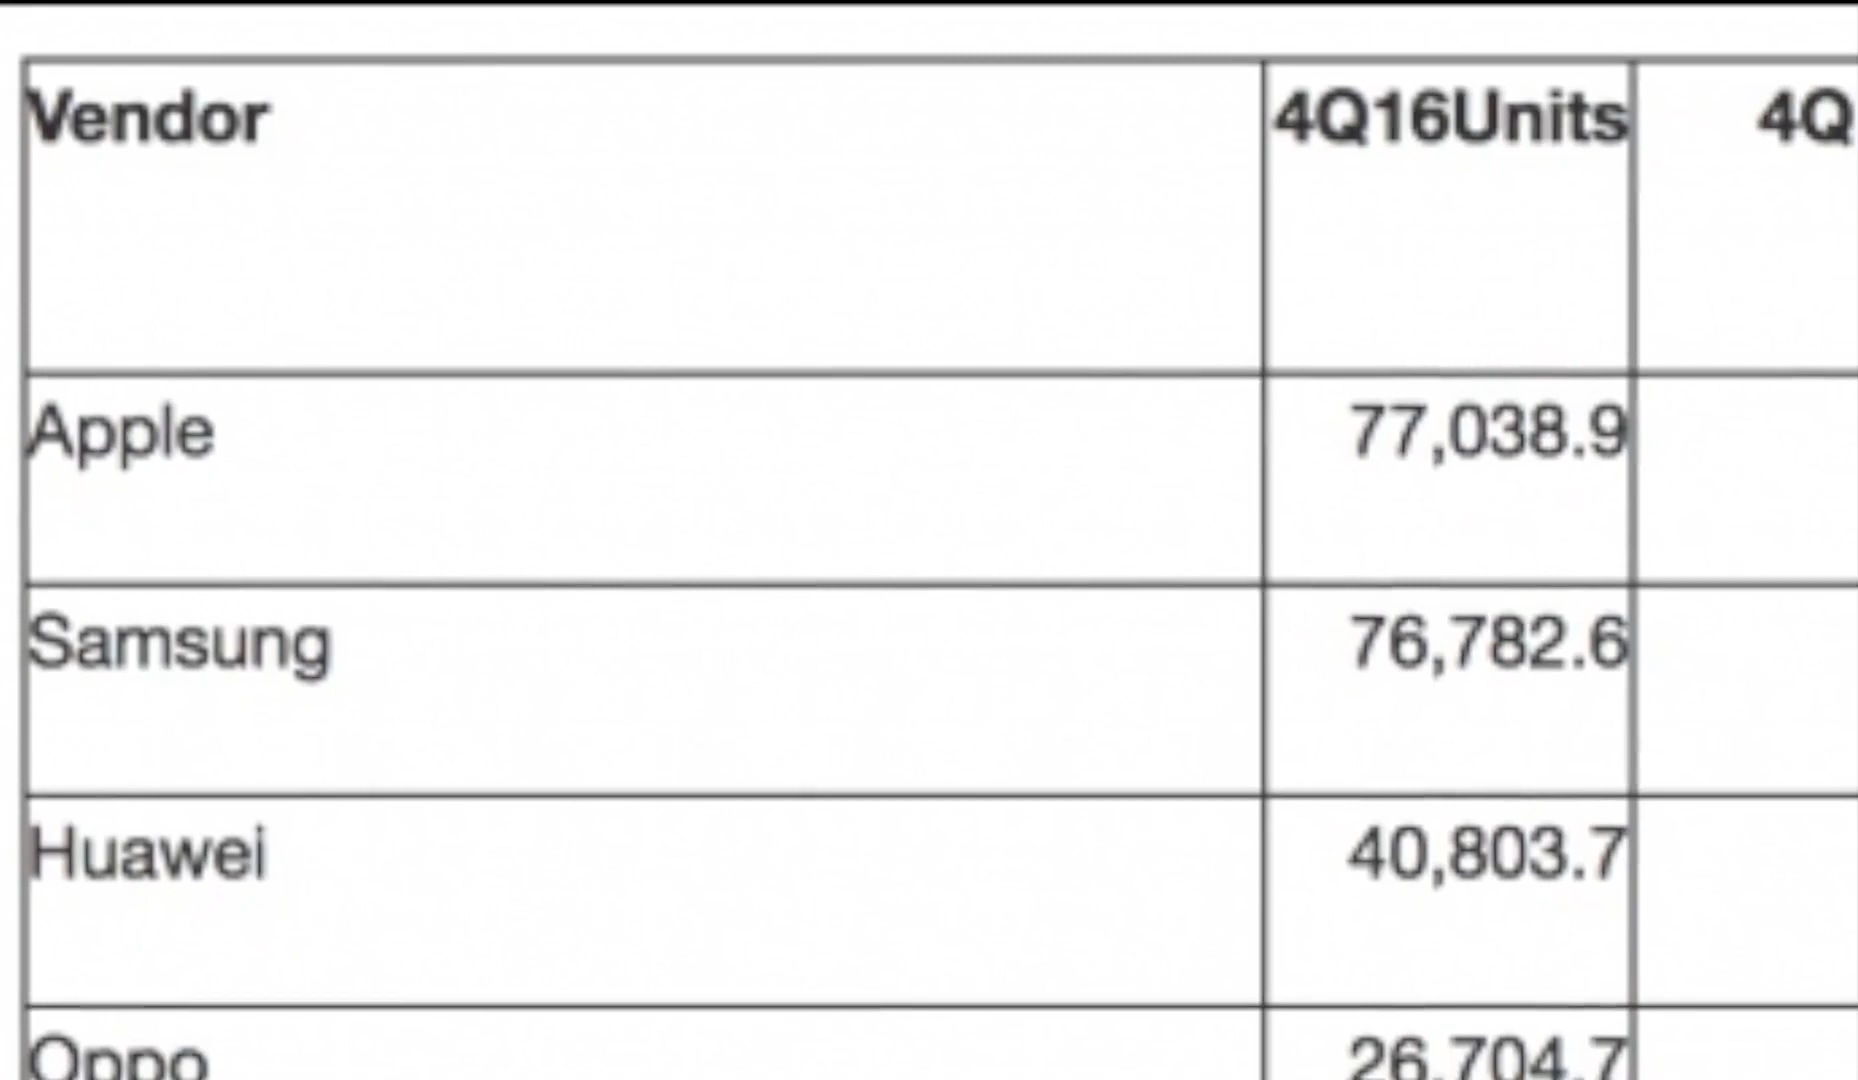 Vendor 4Q16Units 4Q
Apple 77,038.9
Samsung 76,782.6
Huawei 40,803.7
Oppo 26,704.7